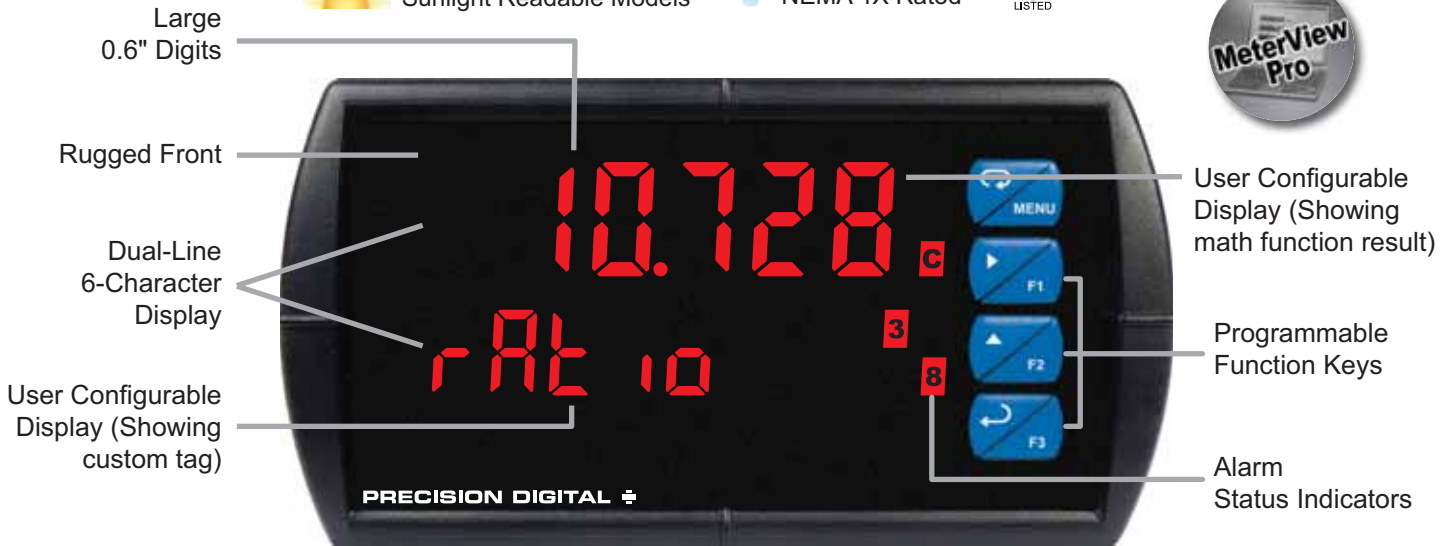 Sunlight Readable Models
NEMA 4X Rated
LISTED
MeterView
Pro
Large
0.6" Digits
Rugged Front
Dual-Line
6-Character
Display
User Configurable
Display (Showing
custom tag)
10.728
C
rAtio
3
8
PRECISION DIGITAL
MENU
F1
F2
F3
User Configurable
Display (Showing
math function result)
Programmable
Function Keys
Alarm
Status Indicators